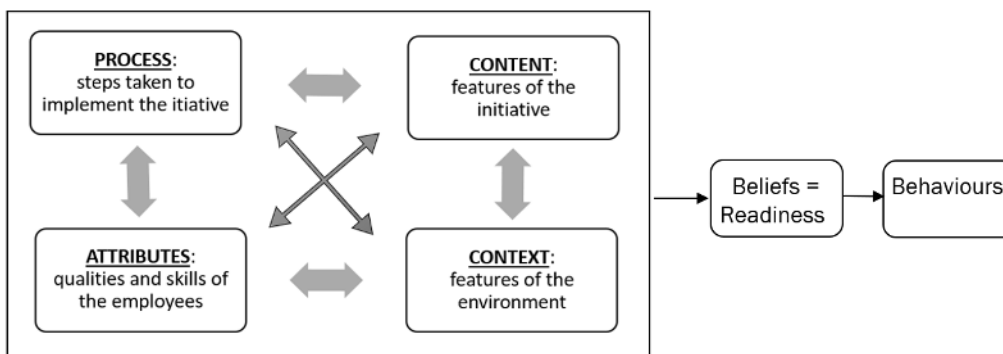 PROCESS:
steps taken to
implement the itiative
CONTENT:
features of the
initiative
ATTRIBUTES:
qualities and skills of
the employees
CONTEXT:
features of the
environment
Beliefs =
Readiness
Behaviours